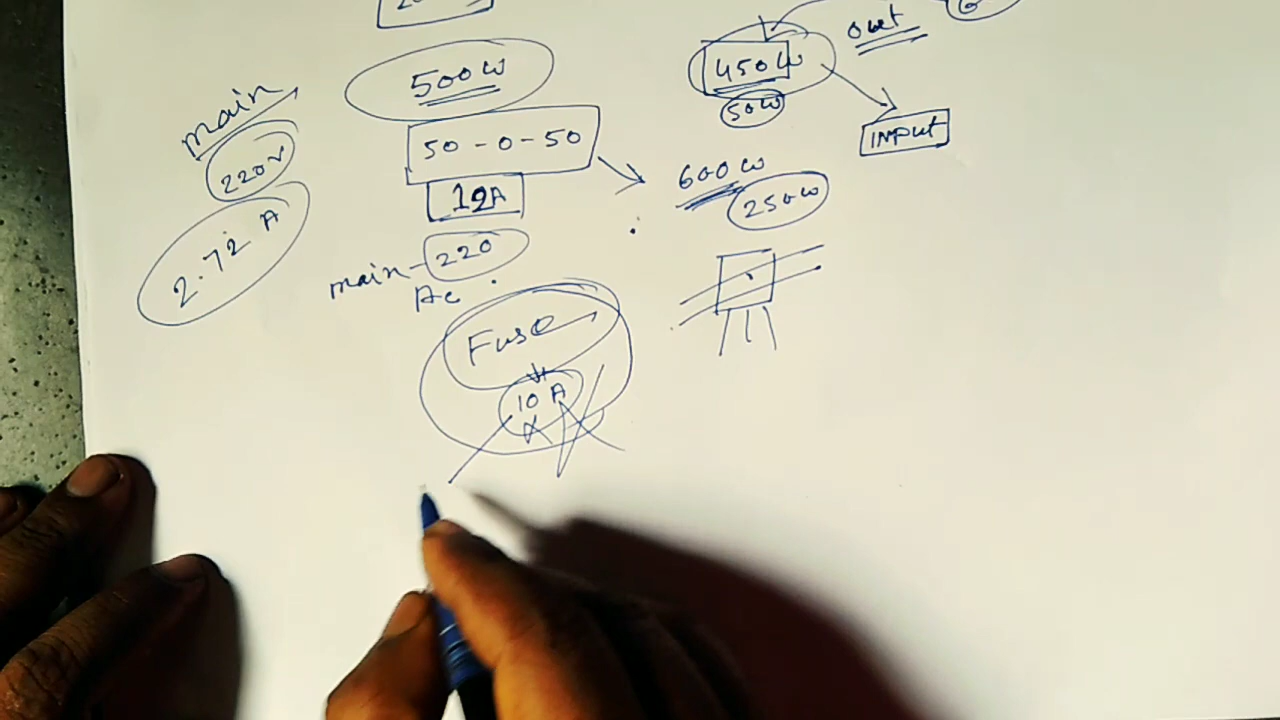 500W
50-0-50
12A
main - 220
Ac
Fuse
10 A
main
220V
2.72 A
450W
50W
out
INPUT
600W
250W